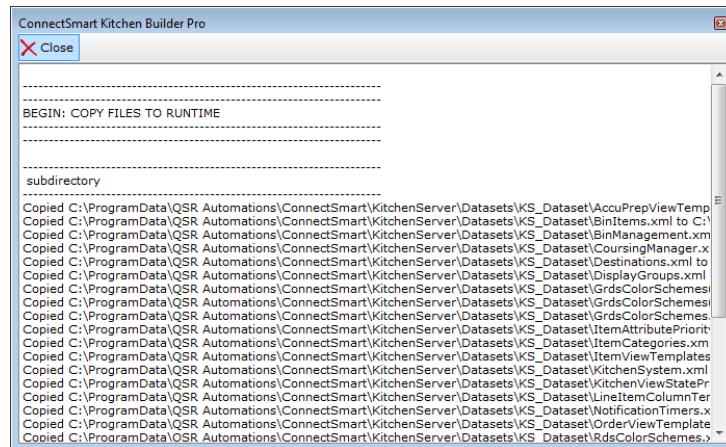 ConnectSmart Kitchen Builder Pro
Close
----------------------------------------------------------------------
----------------------------------------------------------------------
BEGIN: COPY FILES TO RUNTIME
----------------------------------------------------------------------
----------------------------------------------------------------------
----------------------------------------------------------------------
subdirectory
----------------------------------------------------------------------
Copied C:\ProgramData\QSR Automations\ConnectSmart\KitchenServer\Datasets\KS_Dataset\AccuPrepViewTemp
Copied C:\ProgramData\QSR Automations\ConnectSmart\KitchenServer\Datasets\KS_Dataset\BinItems.xml to C:\
Copied C:\ProgramData\QSR Automations\ConnectSmart\KitchenServer\Datasets\KS_Dataset\BinManagement.xm
Copied C:\ProgramData\QSR Automations\ConnectSmart\KitchenServer\Datasets\KS_Dataset\CoursingManager.x
Copied C:\ProgramData\QSR Automations\ConnectSmart\KitchenServer\Datasets\KS_Dataset\Destinations.xml to
Copied C:\ProgramData\QSR Automations\ConnectSmart\KitchenServer\Datasets\KS_Dataset\DisplayGroups.xml
Copied C:\ProgramData\QSR Automations\ConnectSmart\KitchenServer\Datasets\KS_Dataset\GrdsColorSchemes(
Copied C:\ProgramData\QSR Automations\ConnectSmart\KitchenServer\Datasets\KS_Dataset\GrdsColorSchemes(
Copied C:\ProgramData\QSR Automations\ConnectSmart\KitchenServer\Datasets\KS_Dataset\GrdsColorSchemes.
Copied C:\ProgramData\QSR Automations\ConnectSmart\KitchenServer\Datasets\KS_Dataset\ItemAttributePriority
Copied C:\ProgramData\QSR Automations\ConnectSmart\KitchenServer\Datasets\KS_Dataset\ItemCategories.xm
Copied C:\ProgramData\QSR Automations\ConnectSmart\KitchenServer\Datasets\KS_Dataset\ItemViewTemplates
Copied C:\ProgramData\QSR Automations\ConnectSmart\KitchenServer\Datasets\KS_Dataset\KitchenSystem.xml
Copied C:\ProgramData\QSR Automations\ConnectSmart\KitchenServer\Datasets\KS_Dataset\KitchenViewStatePr
Copied C:\ProgramData\QSR Automations\ConnectSmart\KitchenServer\Datasets\KS_Dataset\LineItemColumnTer
Copied C:\ProgramData\QSR Automations\ConnectSmart\KitchenServer\Datasets\KS_Dataset\NotificationTimers.x
Copied C:\ProgramData\QSR Automations\ConnectSmart\KitchenServer\Datasets\KS_Dataset\OrderViewTemplate
Copied C:\ProgramData\QSR Automations\ConnectSmart\KitchenServer\Datasets\KS_Dataset\RdsColorSchemes.x